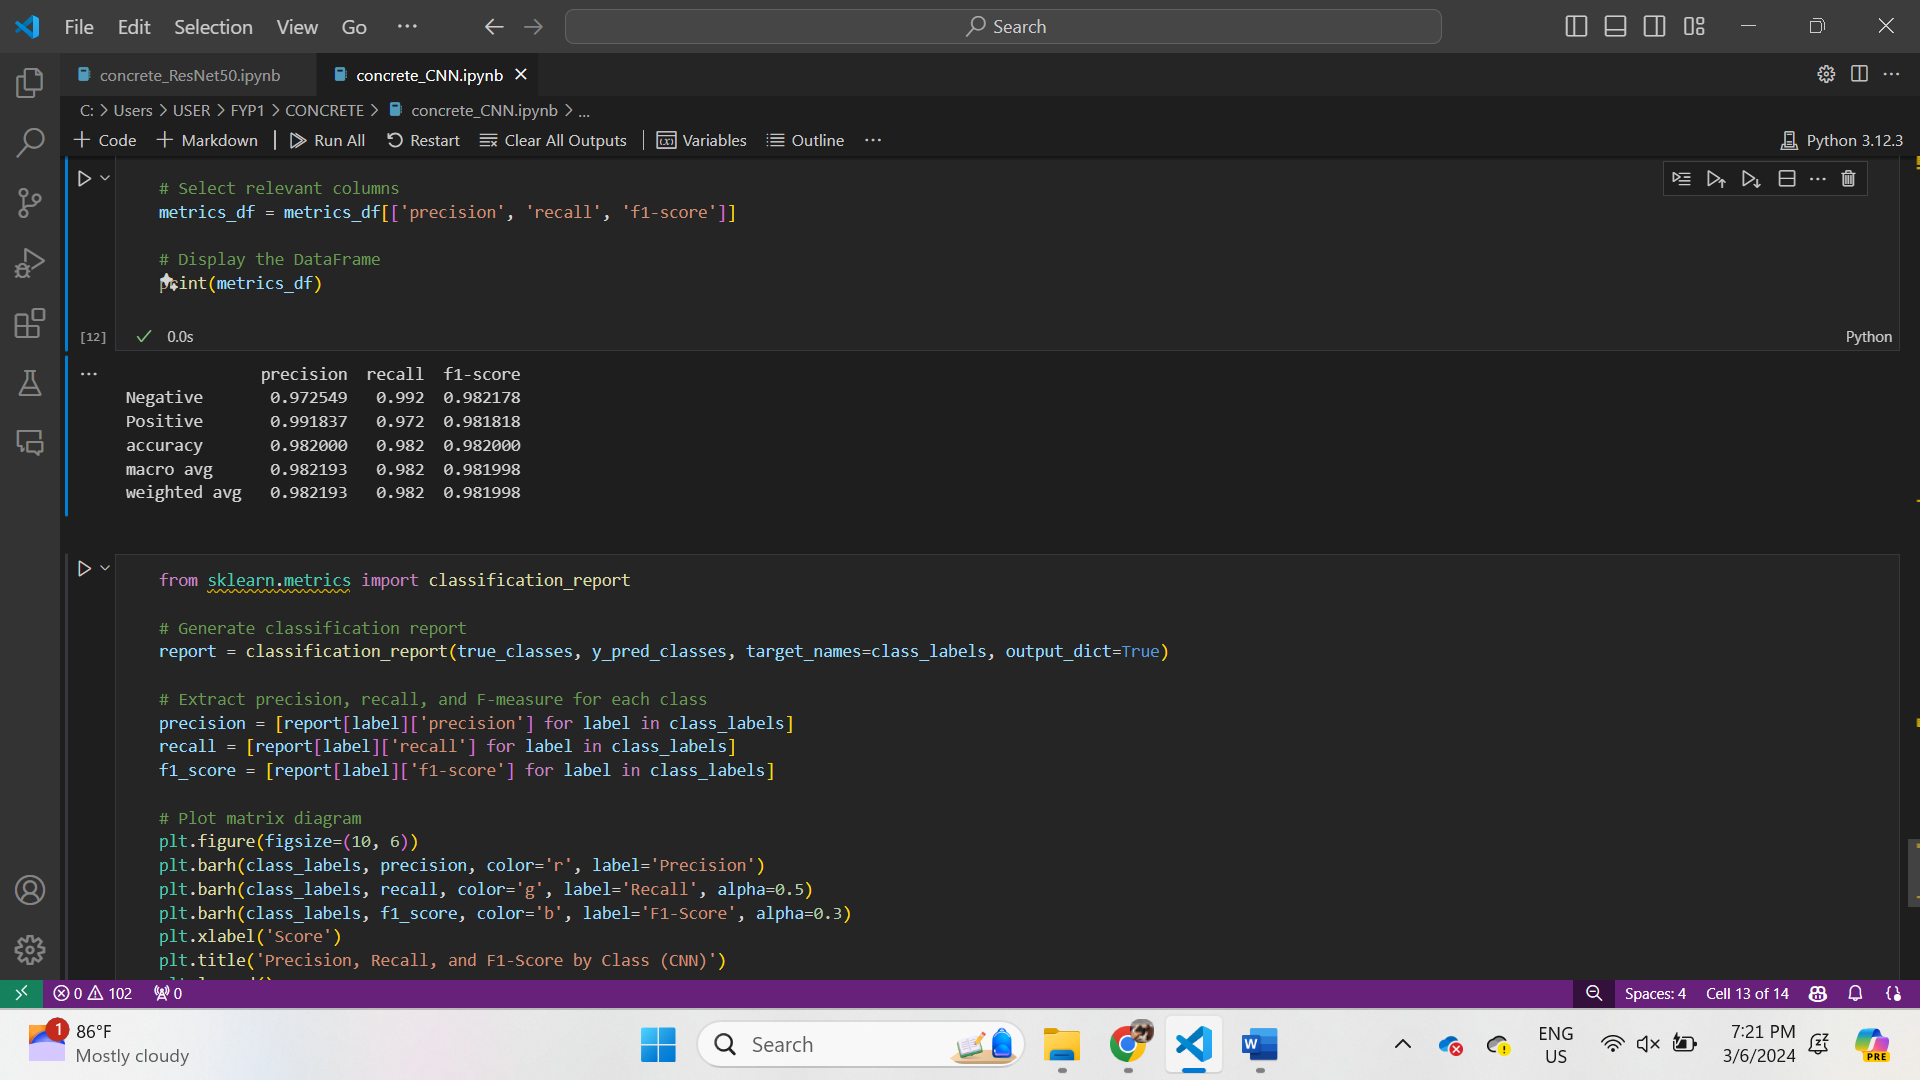 File Edit Selection View Go ··· Search
concrete_ResNet50.ipynb concrete_CNN.ipynb
C: > Users > USER > FYP1 > CONCRETE > concrete_CNN.ipynb > ...
+ Code + Markdown | Run All Restart Clear All Outputs | Variables Outline ··· Python 3.12.3
# Select relevant columns
metrics_df = metrics_df[['precision', 'recall', 'f1-score']]
# Display the DataFrame
print(metrics_df)
[12] 0.0s Python
precision recall f1-score
Negative 0.972549 0.992 0.982178
Positive 0.991837 0.972 0.981818
accuracy 0.982000 0.982 0.982000
macro avg 0.982193 0.982 0.981998
weighted avg 0.982193 0.982 0.981998
from sklearn.metrics import classification_report
# Generate classification report
report = classification_report(true_classes, y_pred_classes, target_names=class_labels, output_dict=True)
# Extract precision, recall, and F-measure for each class
precision = [report[label]['precision'] for label in class_labels]
recall = [report[label]['recall'] for label in class_labels]
f1_score = [report[label]['f1-score'] for label in class_labels]
# Plot matrix diagram
plt.figure(figsize=(10, 6))
plt.barh(class_labels, precision, color='r', label='Precision')
plt.barh(class_labels, recall, color='g', label='Recall', alpha=0.5)
plt.barh(class_labels, f1_score, color='b', label='F1-Score', alpha=0.3)
plt.xlabel('Score')
plt.title('Precision, Recall, and F1-Score by Class (CNN)')
0 102 0 Spaces: 4 Cell 13 of 14
1 86°F
Mostly cloudy
Search
W
ENG
US
7:21 PM
3/6/2024
PRE